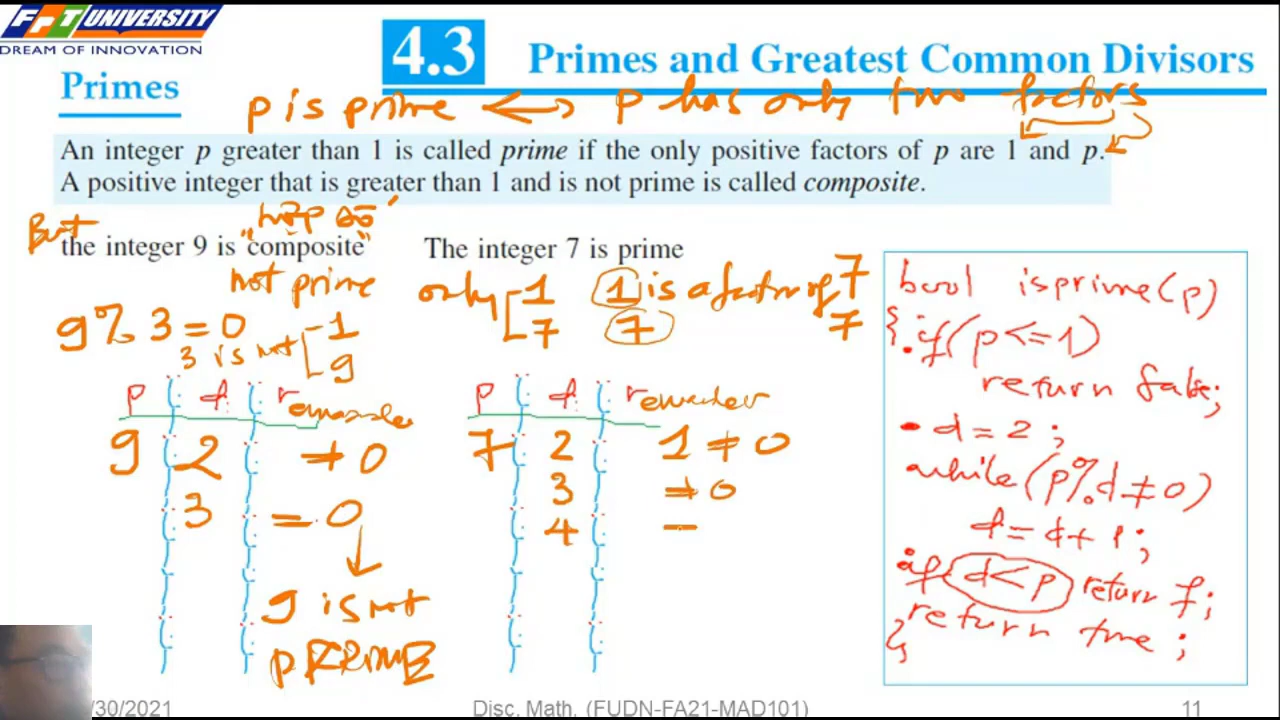 FPT UNIVERSITY
DREAM OF INNOVATION
4.3 Primes and Greatest Common Divisors
Primes
p is prime <-> p has only two factors
An integer p greater than 1 is called prime if the only positive factors of p are 1 and p.
A positive integer that is greater than 1 and is not prime is called composite.
"hợp số"
But the integer 9 is "composite"
not prime
9 % 3 = 0
3 is not 1
9
p d remainder
9 2 ≠ 0
3 = 0
9 is not
PRIME
The integer 7 is prime
only 1 1 is a factor of 7
7 7 7
p d remainder
7 2 1 ≠ 0
3 ≠ 0
4 =
bool isprime(p)
{ if (p <= 1)
return false;
d = 2;
while (p % d ≠ 0)
d = d + 1;
if d < p return f;
return true;
}
/30/2021
Disc. Math. (FUDN-FA21-MAD101)
11